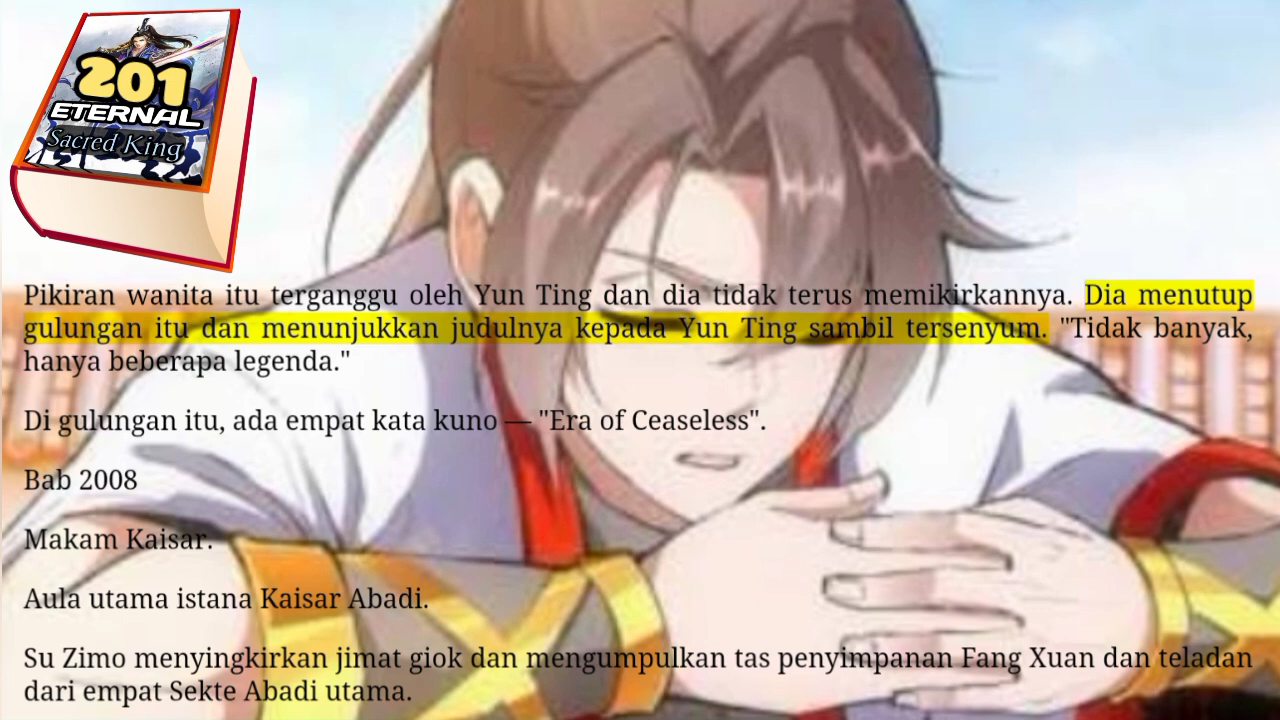 201
ETERNAL
Sacred King
Pikiran wanita itu terganggu oleh Yun Ting dan dia tidak terus memikirkannya. Dia menutup
gulungan itu dan menunjukkan judulnya kepada Yun Ting sambil tersenyum. "Tidak banyak,
hanya beberapa legenda."
Di gulungan itu, ada empat kata kuno — "Era of Ceaseless".
Bab 2008
Makam Kaisar.
Aula utama istana Kaisar Abadi.
Su Zimo menyingkirkan jimat giok dan mengumpulkan tas penyimpanan Fang Xuan dan teladan
dari empat Sekte Abadi utama.